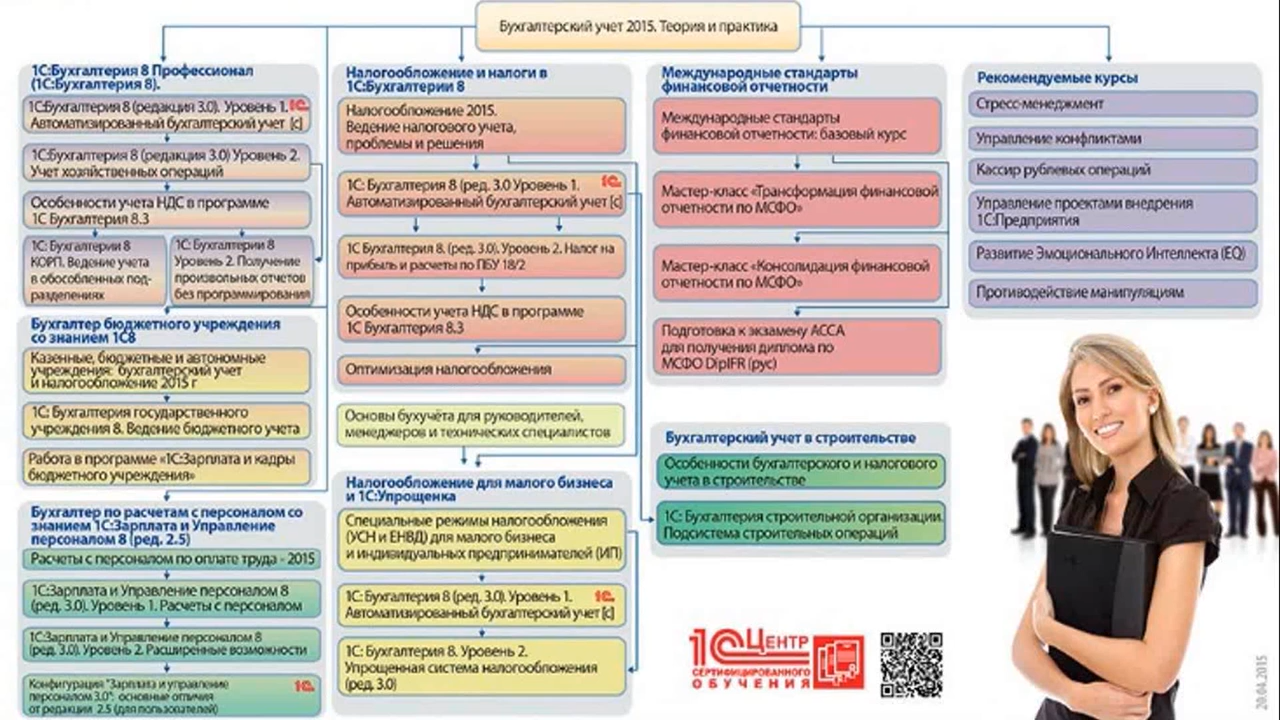 Бухгалтерский учет 2015. Теория и практика
1С:Бухгалтерия 8 Профессионал
(1С:Бухгалтерия 8).
1С:Бухгалтерия 8 (редакция 3.0). Уровень 1. 1С
Автоматизированный бухгалтерский учет [с]
1С:Бухгалтерия 8 (редакция 3.0) Уровень 2.
Учет хозяйственных операций
Особенности учета НДС в программе
1С Бухгалтерия 8.3
1С: Бухгалтерии 8
КОРП. Ведение учета
в обособленных под-
разделениях
1С: Бухгалтерии 8
Уровень 2. Получение
произвольных отчетов
без программирования
Бухгалтер бюджетного учреждения
со знанием 1С8
Казенные, бюджетные и автономные
учреждения: бухгалтерский учет
и налогообложение 2015 г
1С: Бухгалтерия государственного
учреждения 8. Ведение бюджетного учета
Работа в программе «1С:Зарплата и кадры
бюджетного учреждения»
Бухгалтер по расчетам с персоналом со
знанием 1С:Зарплата и Управление
персоналом 8 (ред. 2.5)
Расчеты с персоналом по оплате труда - 2015
1С:Зарплата и Управление персоналом 8
(ред. 3.0). Уровень 1. Расчеты с персоналом
1С:Зарплата и Управление персоналом 8
(ред. 3.0). Уровень 2. Расширенные возможности
Конфигурация "Зарплата и управление 1С
персоналом 3.0": основные отличия
от редакции 2.5 (для пользователей)
Налогообложение и налоги в
1С:Бухгалтерии 8
Налогообложение 2015.
Ведение налогового учета,
проблемы и решения
1С: Бухгалтерия 8 (ред. 3.0 Уровень 1. 1С
Автоматизированный бухгалтерский учет [с]
1С Бухгалтерия 8. (ред. 3.0). Уровень 2. Налог на
прибыль и расчеты по ПБУ 18/2
Особенности учета НДС в программе
1С Бухгалтерия 8.3
Оптимизация налогообложения
Основы бухучёта для руководителей,
менеджеров и технических специалистов
Налогообложение для малого бизнеса
и 1С:Упрощенка
Специальные режимы налогообложения
(УСН и ЕНВД) для малого бизнеса
и индивидуальных предпринимателей (ИП)
1С: Бухгалтерия 8 (ред. 3.0). Уровень 1. 1С
Автоматизированный бухгалтерский учет [с]
1С: Бухгалтерия 8. Уровень 2.
Упрощенная система налогообложения
(ред. 3.0)
Международные стандарты
финансовой отчетности
Международные стандарты
финансовой отчетности: базовый курс
Мастер-класс «Трансформация финансовой
отчетности по МСФО»
Мастер-класс «Консолидация финансовой
отчетности по МСФО»
Подготовка к экзамену АССА
для получения диплома по
МСФО DipIFR (рус)
Бухгалтерский учет в строительстве
Особенности бухгалтерского и налогового
учета в строительстве
1С: Бухгалтерия строительной организации.
Подсистема строительных операций
Рекомендуемые курсы
Стресс-менеджмент
Управление конфликтами
Кассир рублевых операций
Управление проектами внедрения
1С:Предприятия
Развитие Эмоционального Интеллекта (EQ)
Противодействие манипуляциям
1С ЦЕНТР
СЕРТИФИЦИРОВАННОГО
ОБУЧЕНИЯ
20.04.2015